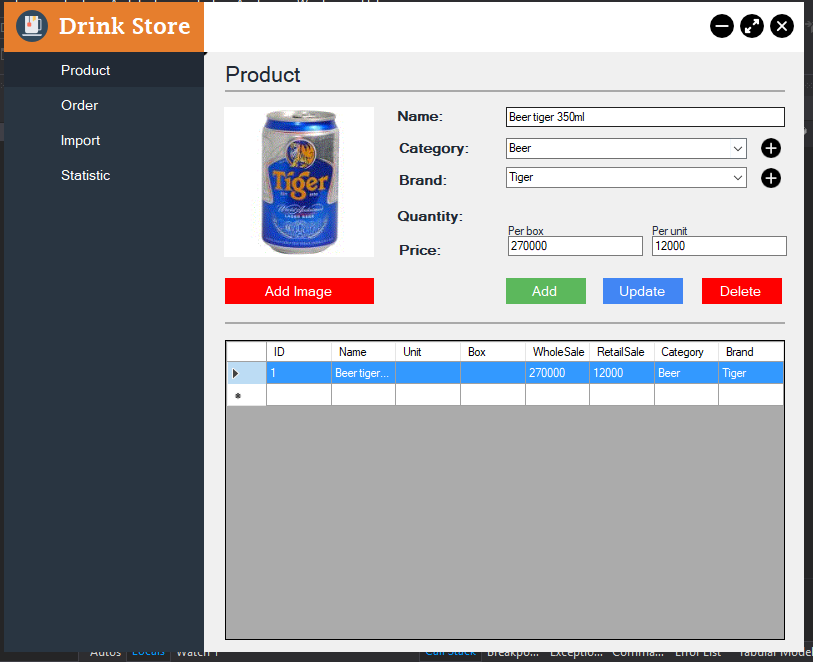 Drink Store
Product
Order
Import
Statistic
Product
Tiger
LAGER BEER
Name:
Beer tiger 350ml
Category:
Beer
Brand:
Tiger
Quantity:
Price:
Per box
270000
Per unit
12000
Add Image
Add
Update
Delete
ID Name Unit Box WholeSale RetailSale Category Brand
1 Beer tiger... 270000 12000 Beer Tiger
Autos Locals Watch 1
Call Stack Breakpo... Exceptio... Comma... Error List Tabular Model